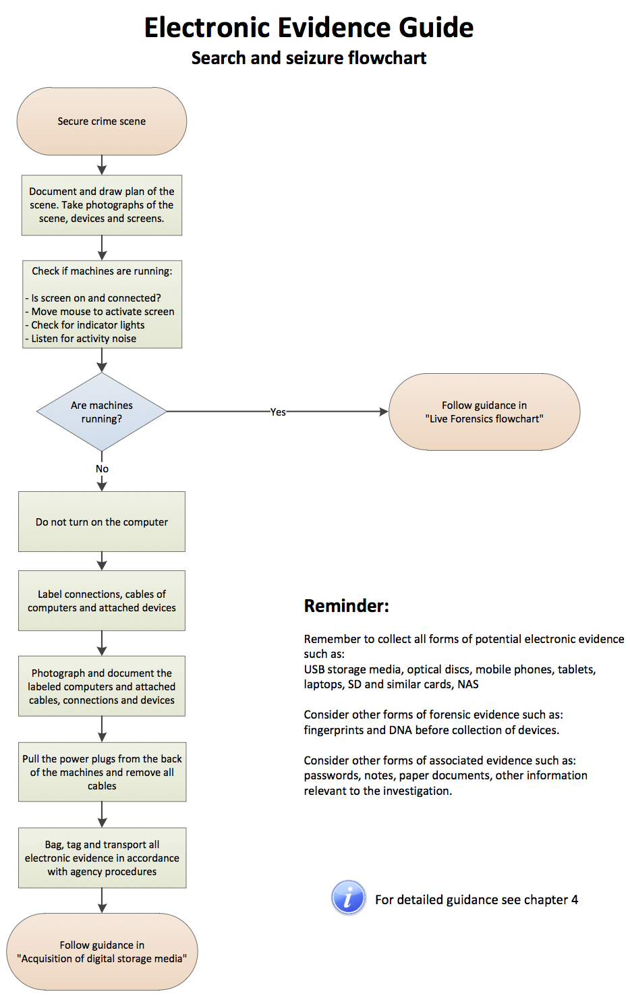 Electronic Evidence Guide
Search and seizure flowchart
Secure crime scene
Document and draw plan of the
scene. Take photographs of the
scene, devices and screens.
Check if machines are running:
- Is screen on and connected?
- Move mouse to activate screen
- Check for indicator lights
- Listen for activity noise
Are machines
running?
Yes
Follow guidance in
"Live Forensics flowchart"
No
Do not turn on the computer
Label connections, cables of
computers and attached devices
Photograph and document the
labeled computers and attached
cables, connections and devices
Pull the power plugs from the back
of the machines and remove all
cables
Bag, tag and transport all
electronic evidence in accordance
with agency procedures
Follow guidance in
"Acquisition of digital storage media"
Reminder:
Remember to collect all forms of potential electronic evidence
such as:
USB storage media, optical discs, mobile phones, tablets,
laptops, SD and similar cards, NAS
Consider other forms of forensic evidence such as:
fingerprints and DNA before collection of devices.
Consider other forms of associated evidence such as:
passwords, notes, paper documents, other information
relevant to the investigation.
i
For detailed guidance see chapter 4